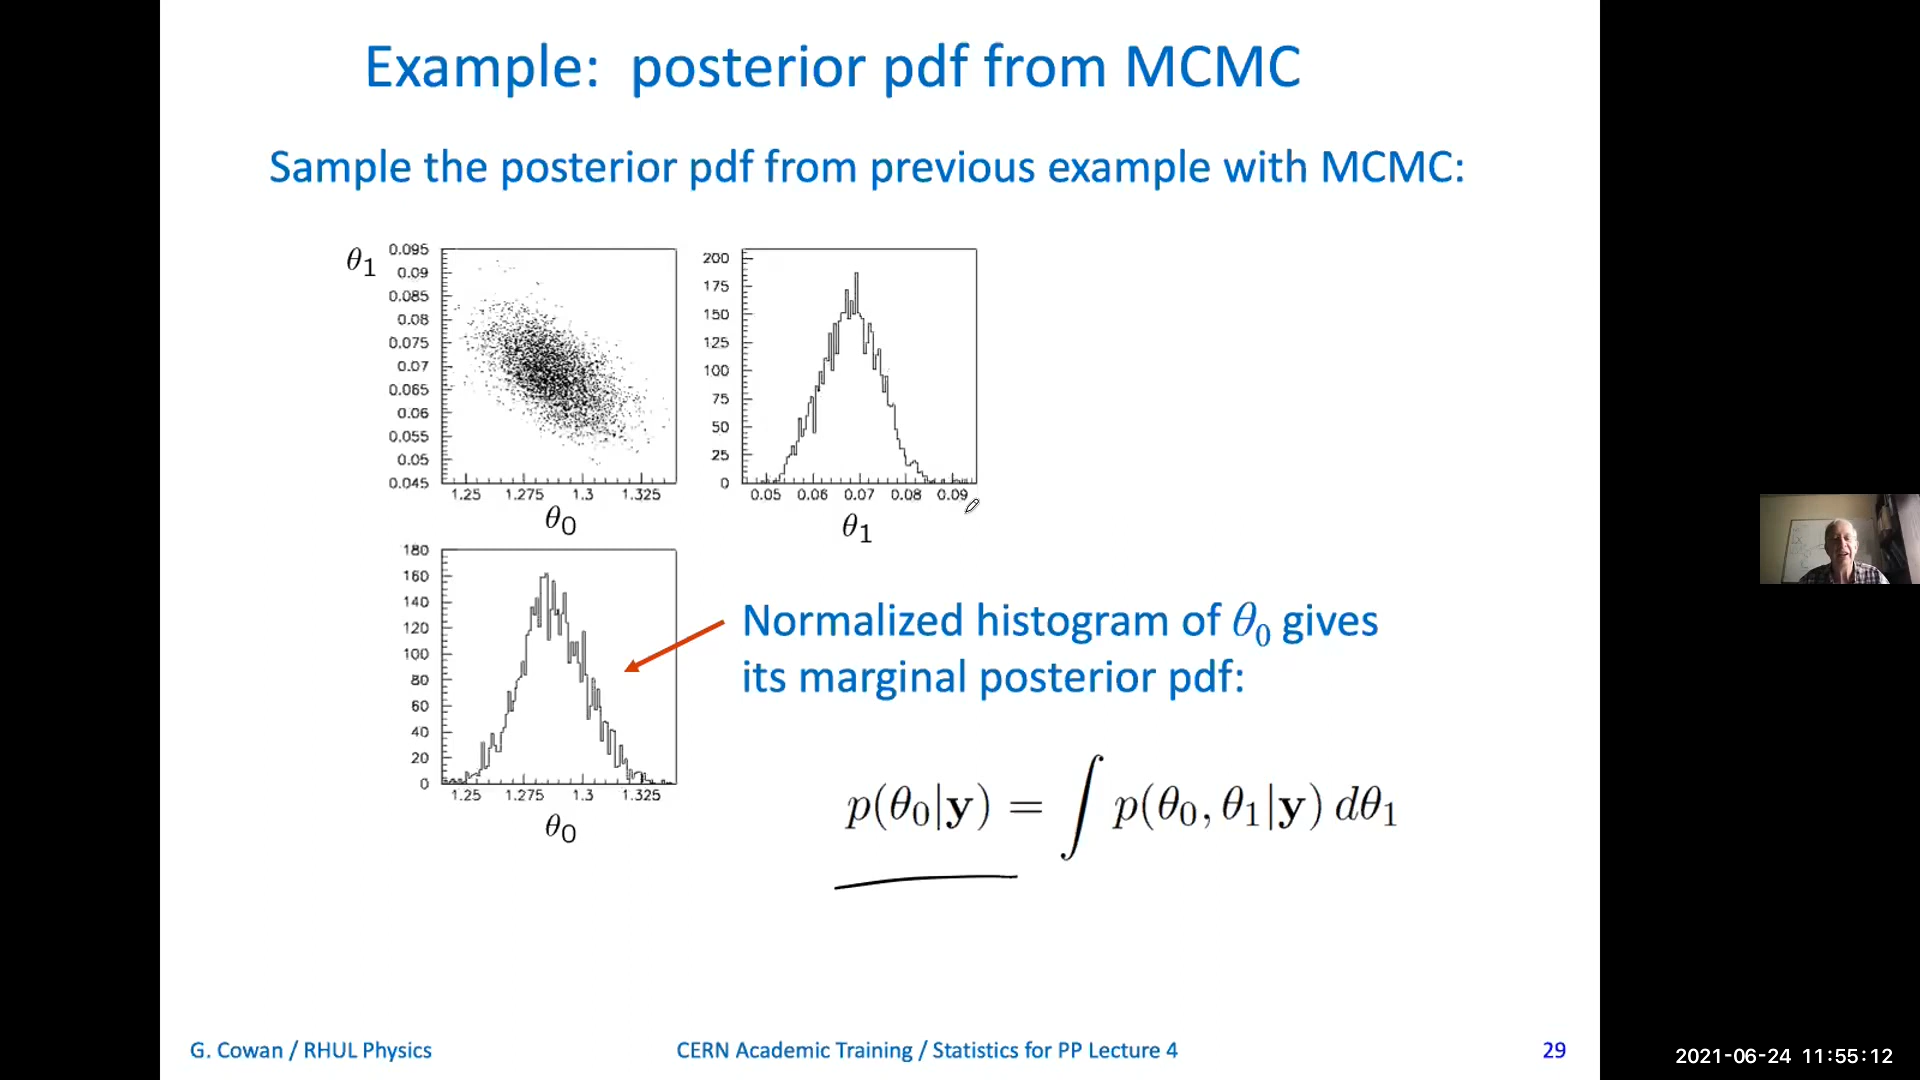 Example: posterior pdf from MCMC
Sample the posterior pdf from previous example with MCMC:
θ1
0.095
0.09
0.085
0.08
0.075
0.07
0.065
0.06
0.055
0.05
0.045
1.25 1.275 1.3 1.325
θ0
200
175
150
125
100
75
50
25
0
0.05 0.06 0.07 0.08 0.09
θ1
180
160
140
120
100
80
60
40
20
0
1.25 1.275 1.3 1.325
θ0
Normalized histogram of θ0 gives
its marginal posterior pdf:
p(θ0|y) = ∫ p(θ0, θ1|y) dθ1
G. Cowan / RHUL Physics
CERN Academic Training / Statistics for PP Lecture 4
29
2021-06-24 11:55:12